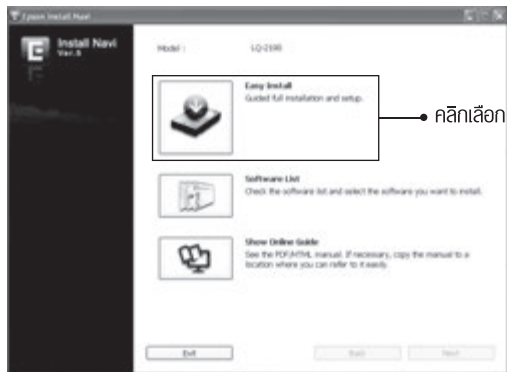 Epson Install Navi
Install Navi
Ver.5
Model : LQ-2190
Easy Install
Guided full installation and setup.
คลิกเลือก
Software List
Check the software list and select the software you want to install.
Show Online Guide
See the PDF/HTML manual. If necessary, copy the manual to a
location where you can refer to it easily.
Exit
Back
Next